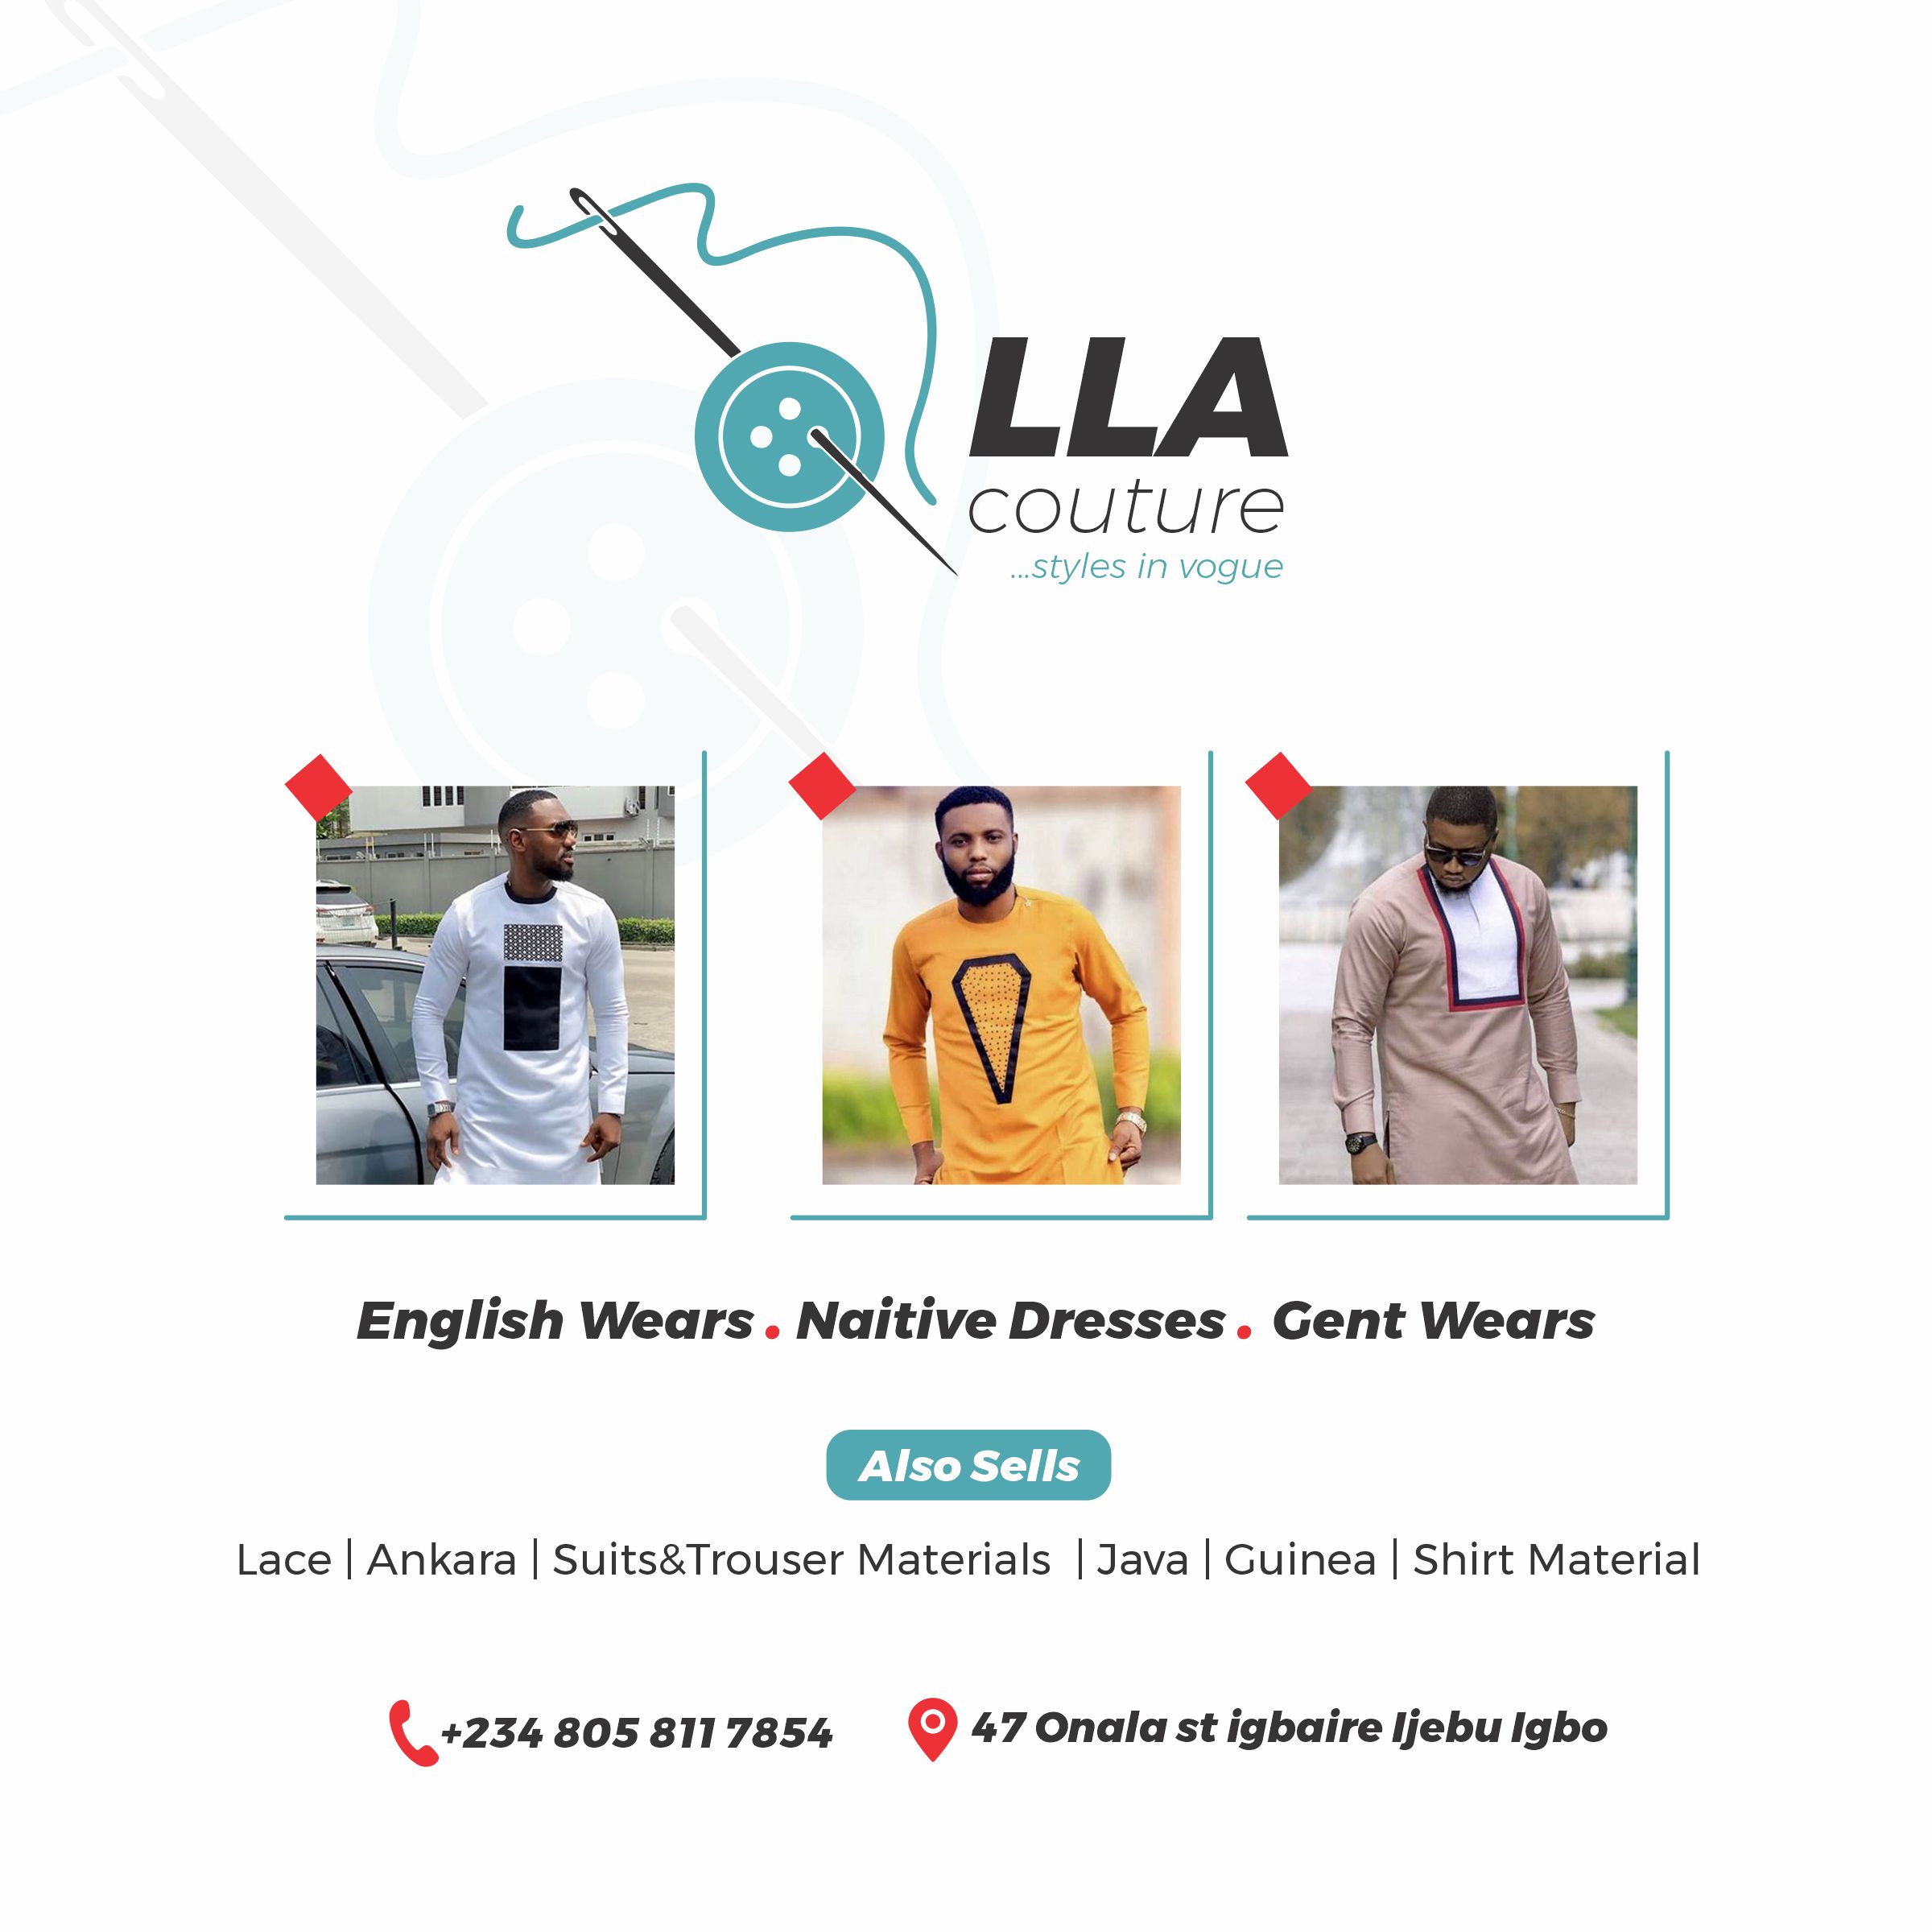 LLA
couture
...styles in vogue
English Wears . Naitive Dresses . Gent Wears
Also Sells
Lace | Ankara | Suits&Trouser Materials | Java | Guinea | Shirt Material
+234 805 811 7854
47 Onala st igbaire Ijebu Igbo